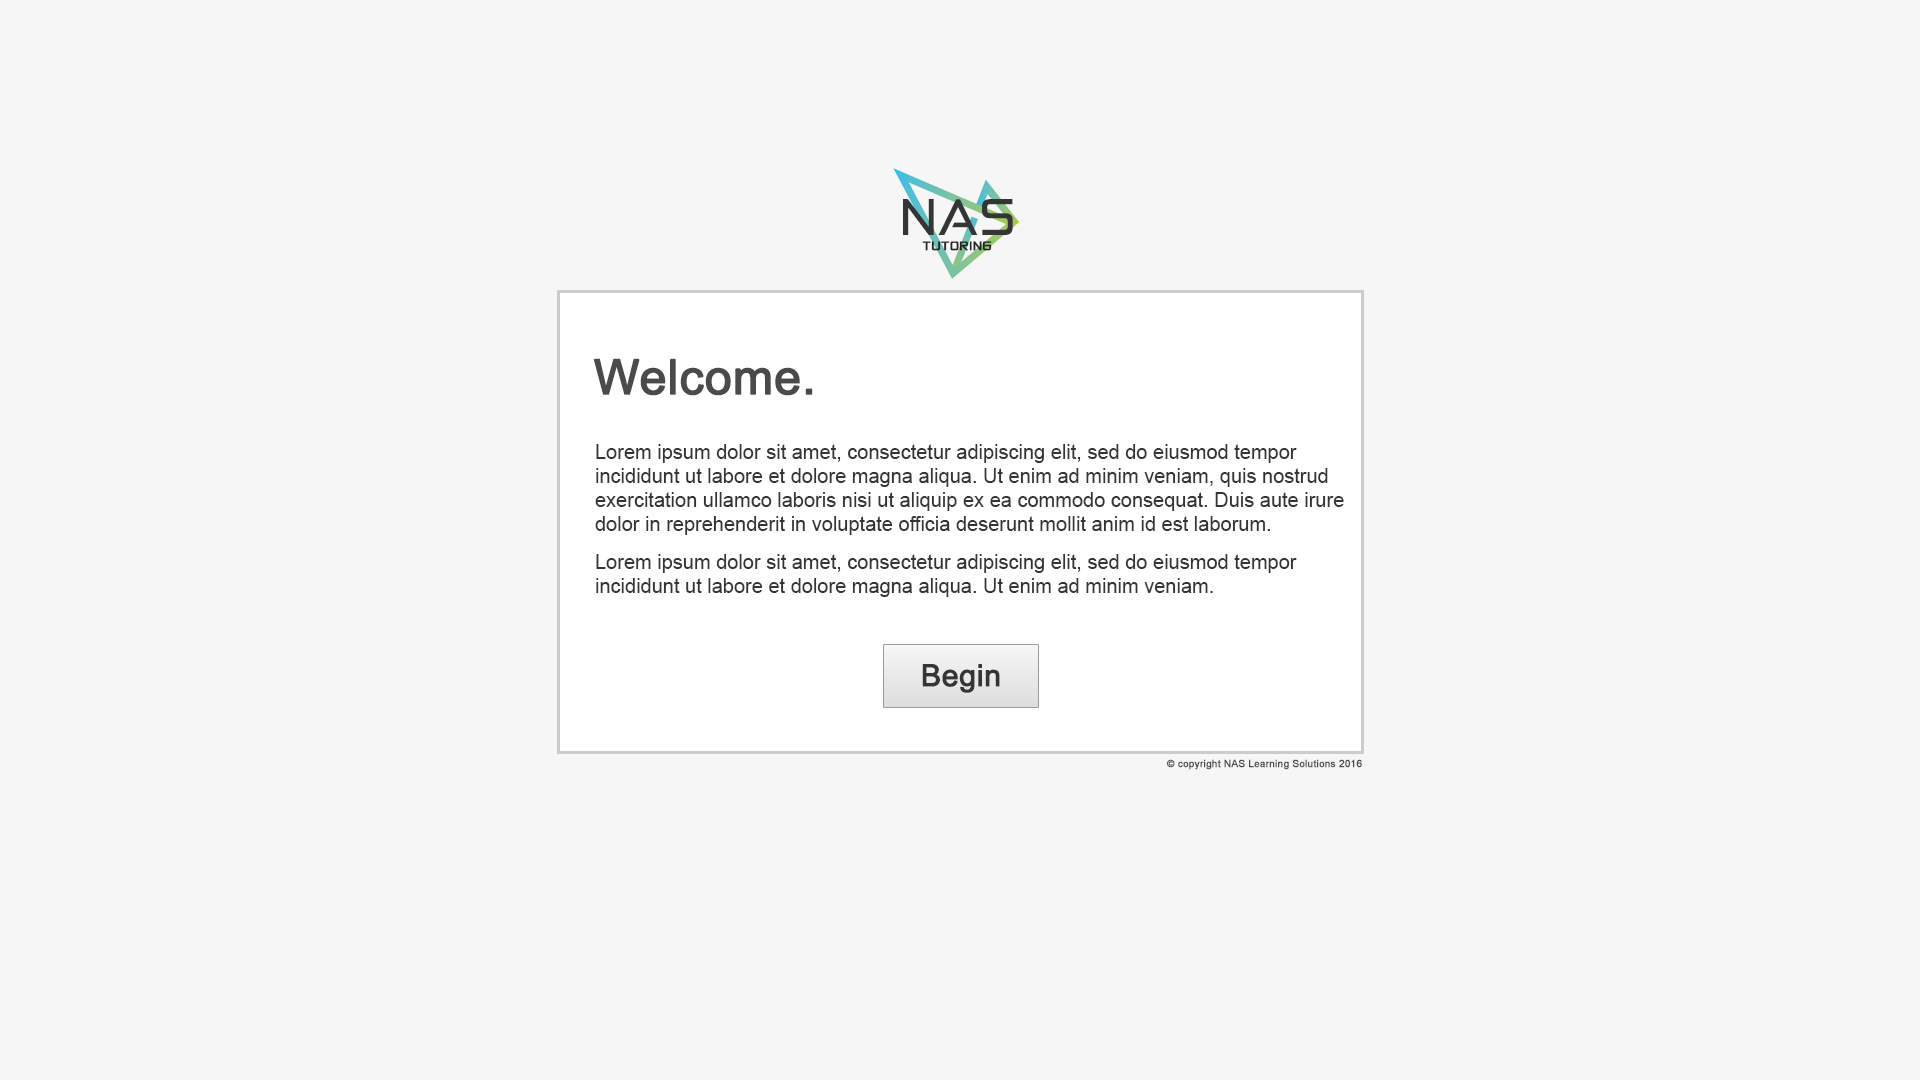 NAS
TUTORING
Welcome.
Lorem ipsum dolor sit amet, consectetur adipiscing elit, sed do eiusmod tempor
incididunt ut labore et dolore magna aliqua. Ut enim ad minim veniam, quis nostrud
exercitation ullamco laboris nisi ut aliquip ex ea commodo consequat. Duis aute irure
dolor in reprehenderit in voluptate officia deserunt mollit anim id est laborum.
Lorem ipsum dolor sit amet, consectetur adipiscing elit, sed do eiusmod tempor
incididunt ut labore et dolore magna aliqua. Ut enim ad minim veniam.
Begin
© copyright NAS Learning Solutions 2016